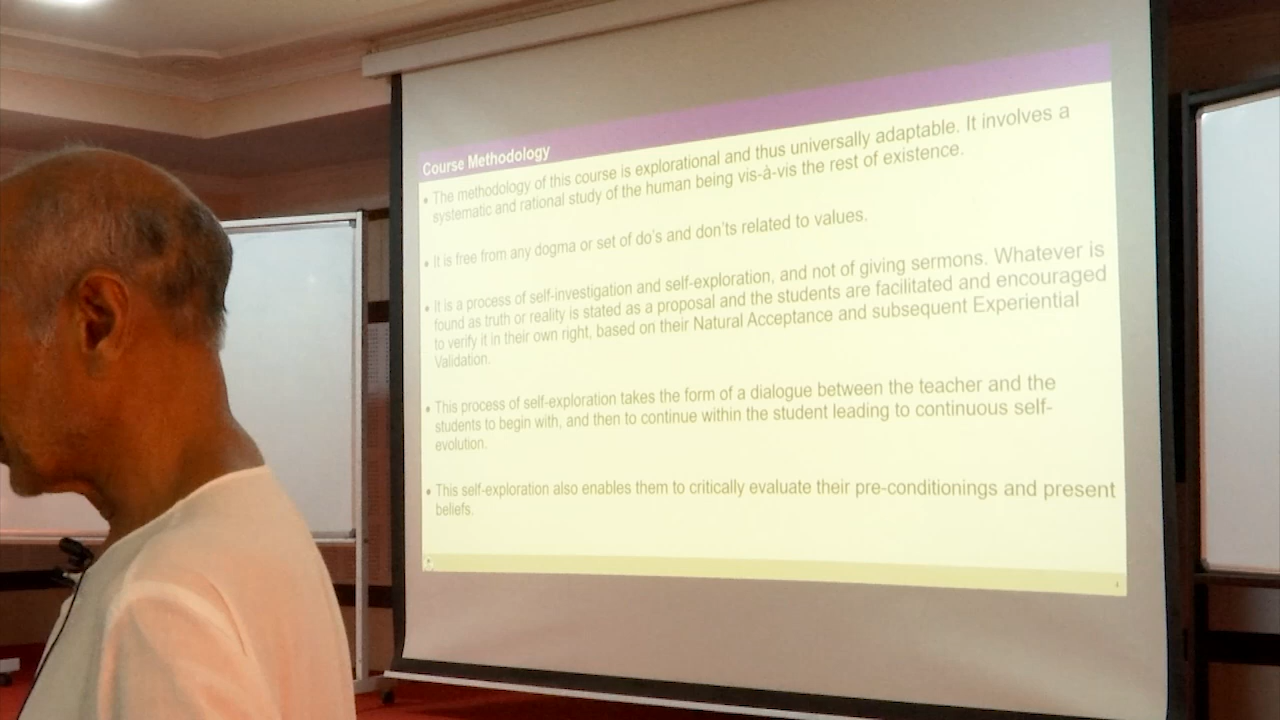 Course Methodology
• The methodology of this course is explorational and thus universally adaptable. It involves a
systematic and rational study of the human being vis-à-vis the rest of existence.
• It is free from any dogma or set of do's and don'ts related to values.
• It is a process of self-investigation and self-exploration, and not of giving sermons. Whatever is
found as truth or reality is stated as a proposal and the students are facilitated and encouraged
to verify it in their own right, based on their Natural Acceptance and subsequent Experiential
Validation.
• This process of self-exploration takes the form of a dialogue between the teacher and the
students to begin with, and then to continue within the student leading to continuous self-
evolution.
• This self-exploration also enables them to critically evaluate their pre-conditionings and present
beliefs.
4